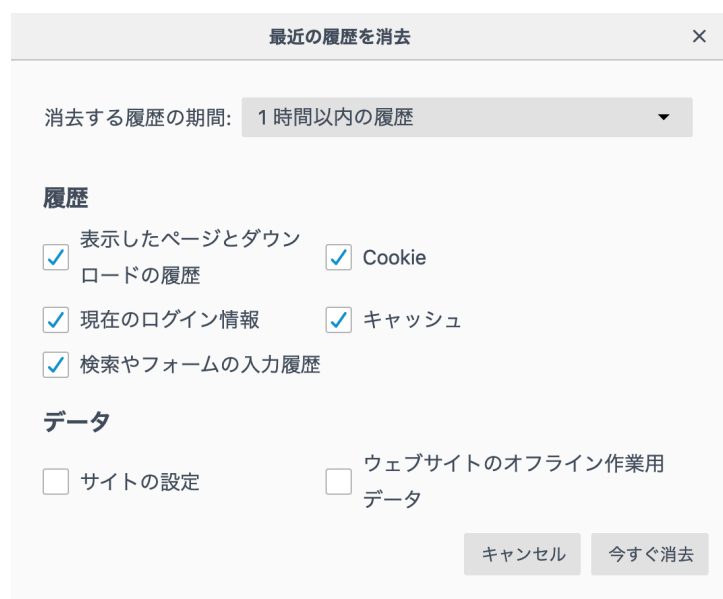 最近の履歴を消去
消去する履歴の期間: 1 時間以内の履歴
履歴
表示したページとダウン
ロードの履歴
Cookie
現在のログイン情報
キャッシュ
検索やフォームの入力履歴
データ
サイトの設定
ウェブサイトのオフライン作業用
データ
キャンセル 今すぐ消去